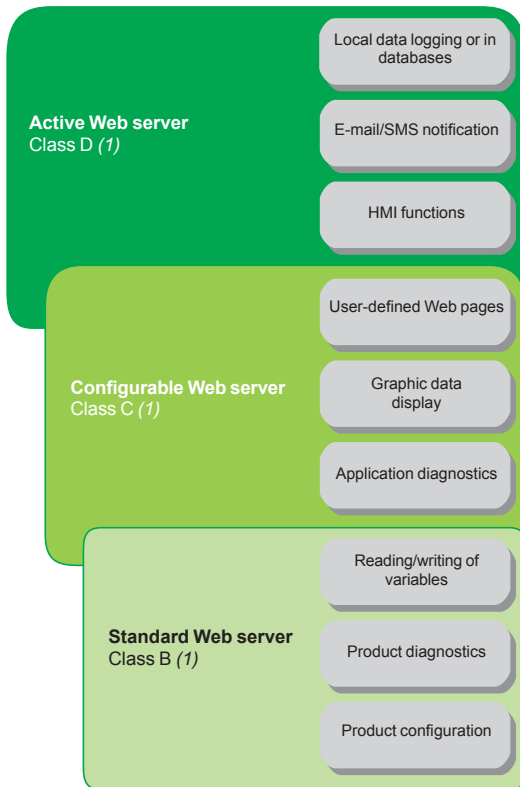 Local data logging or in
databases
Active Web server
Class D (1)
E-mail/SMS notification
HMI functions
User-defined Web pages
Configurable Web server
Class C (1)
Graphic data
display
Application diagnostics
Reading/writing of
variables
Standard Web server
Class B (1)
Product diagnostics
Product configuration